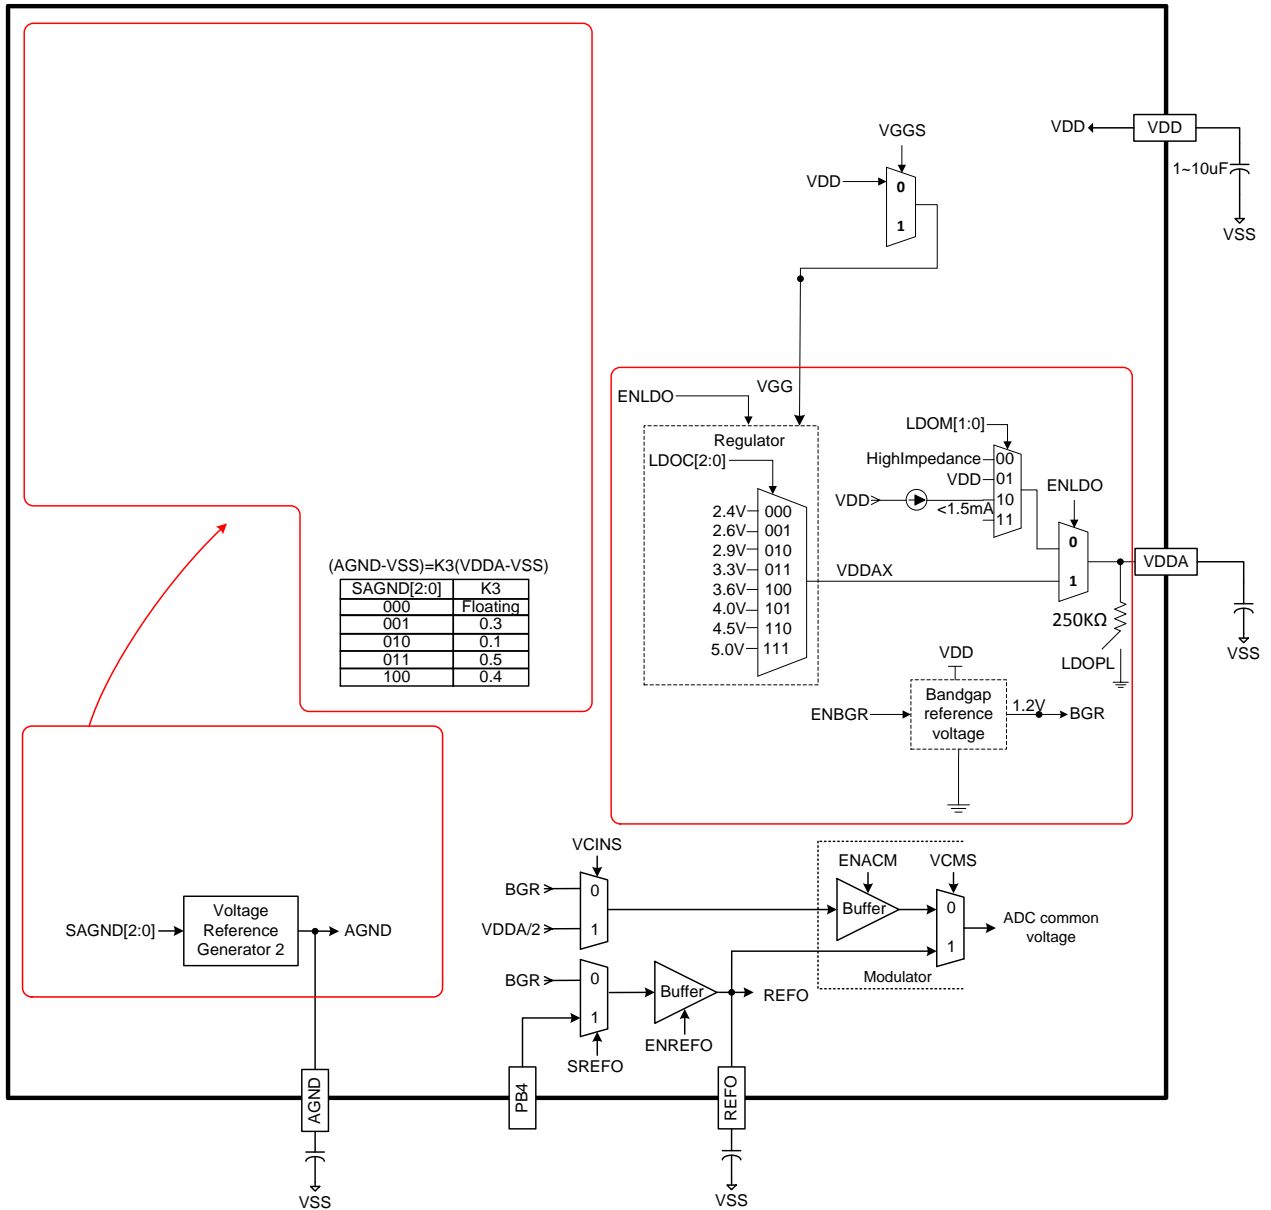 VGGS
VDD
0
1
VDD
VDD
1~10uF
VSS
VGG
ENLDO
Regulator
LDOC[2:0]
2.4V 000
2.6V 001
2.9V 010
3.3V 011
3.6V 100
4.0V 101
4.5V 110
5.0V 111
VDDAX
LDOM[1:0]
HighImpedance 00
VDD 01
VDD <1.5mA 10
11
ENLDO
0
1
VDDA
VSS
250KΩ
LDOPL
VDD
ENBGR
Bandgap
reference
voltage
1.2V
BGR
(AGND-VSS)=K3(VDDA-VSS)
SAGND[2:0] K3
000 Floating
001 0.3
010 0.1
011 0.5
100 0.4
SAGND[2:0]
Voltage
Reference
Generator 2
AGND
VCINS
BGR 0
VDDA/2 1
ENACM
Buffer
VCMS
0
1
Modulator
ADC common
voltage
BGR 0
1
SREFO
Buffer
ENREFO
REFO
AGND
PB4
REFO
VSS
VSS